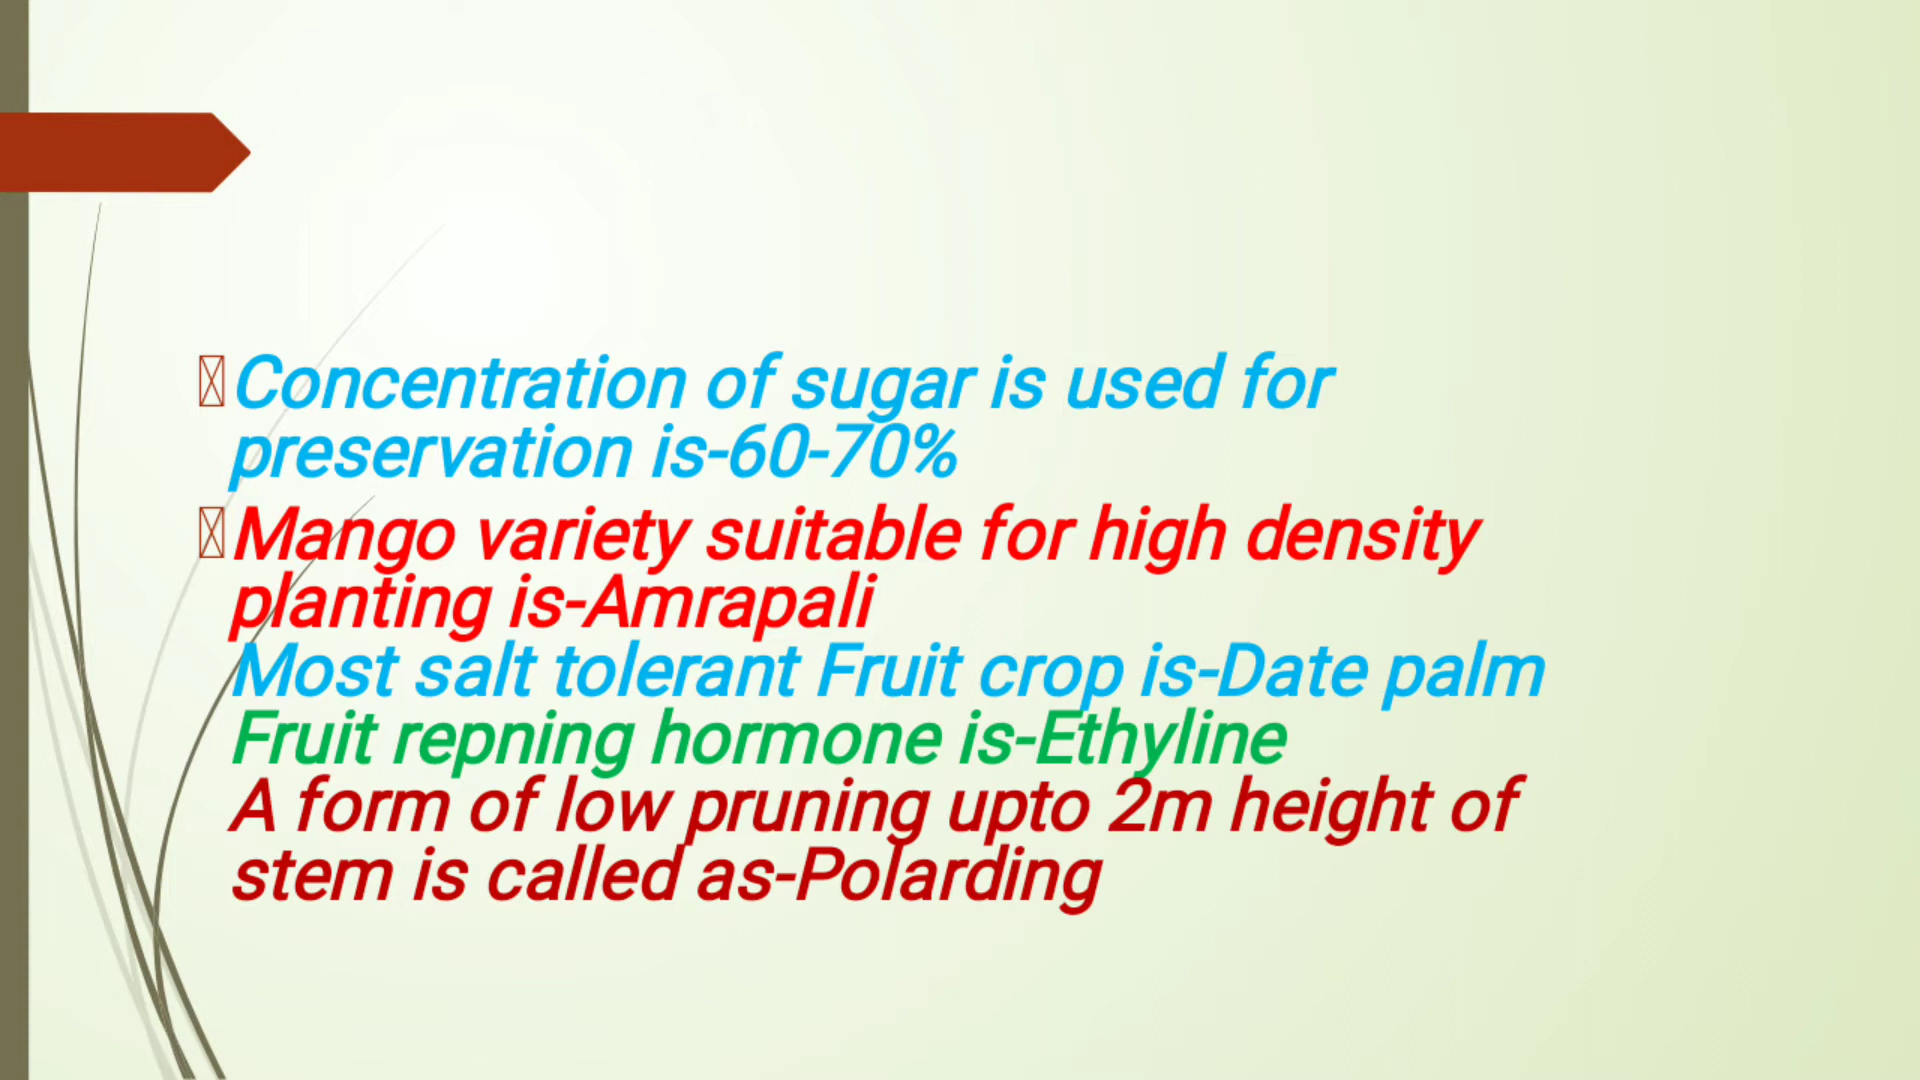 Concentration of sugar is used for
preservation is-60-70%
Mango variety suitable for high density
planting is-Amrapali
Most salt tolerant Fruit crop is-Date palm
Fruit repning hormone is-Ethyline
A form of low pruning upto 2m height of
stem is called as-Polarding